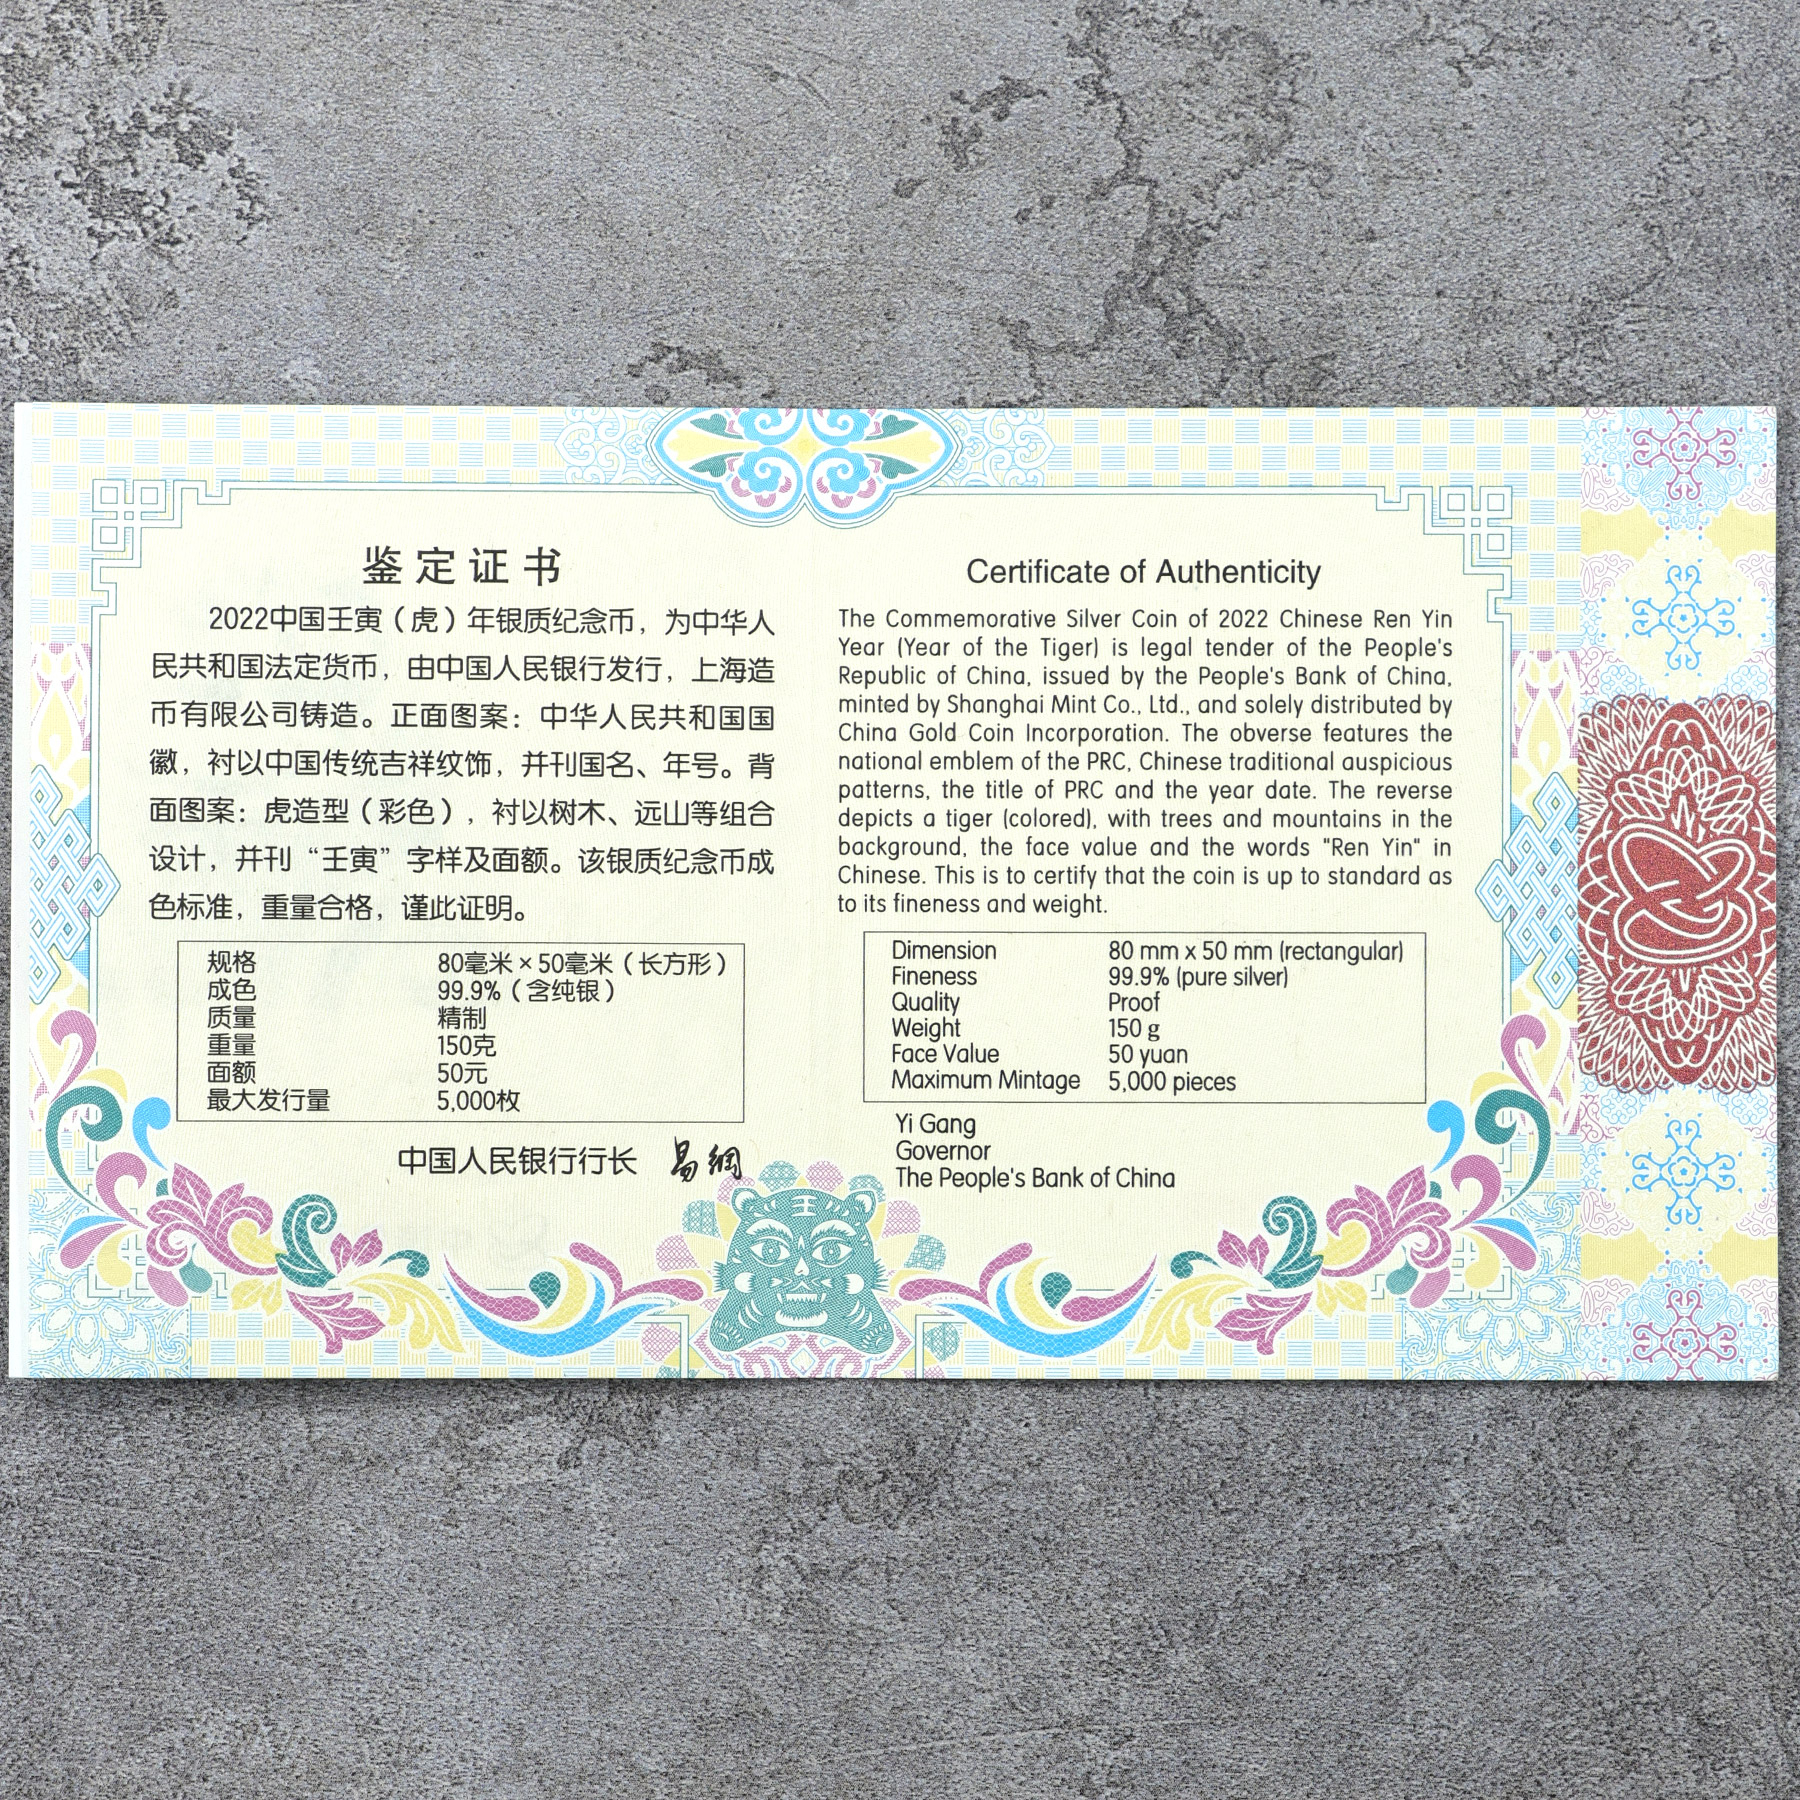 鉴定证书
2022中国壬寅（虎）年银质纪念币，为中华人
民共和国法定货币，由中国人民银行发行，上海造
币有限公司铸造。正面图案：中华人民共和国国
徽，衬以中国传统吉祥纹饰，并刊国名、年号。背
面图案：虎造型（彩色），衬以树木、远山等组合
设计，并刊“壬寅”字样及面额。该银质纪念币成
色标准，重量合格，谨此证明。
规格 80毫米×50毫米（长方形）
成色 99.9%（含纯银）
质量 精制
重量 150克
面额 50元
最大发行量 5,000枚
中国人民银行行长 易纲
Certificate of Authenticity
The Commemorative Silver Coin of 2022 Chinese Ren Yin
Year (Year of the Tiger) is legal tender of the People's
Republic of China, issued by the People's Bank of China,
minted by Shanghai Mint Co., Ltd., and solely distributed by
China Gold Coin Incorporation. The obverse features the
national emblem of the PRC, Chinese traditional auspicious
patterns, the title of PRC and the year date. The reverse
depicts a tiger (colored), with trees and mountains in the
background, the face value and the words "Ren Yin" in
Chinese. This is to certify that the coin is up to standard as
to its fineness and weight.
Dimension 80 mm x 50 mm (rectangular)
Fineness 99.9% (pure silver)
Quality Proof
Weight 150 g
Face Value 50 yuan
Maximum Mintage 5,000 pieces
Yi Gang
Governor
The People's Bank of China
王